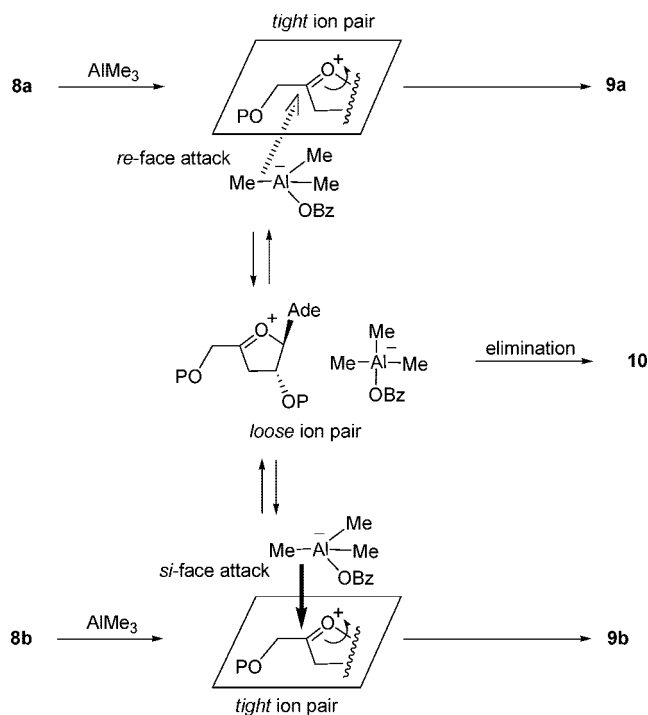 tight ion pair
8a
AlMe3
O+
PO
9a
re-face attack
Me
Me–Al–Me
OBz
Ade
O+
PO
OP
loose ion pair
Me
Me–Al–Me
OBz
elimination
10
Me
Me–Al–Me
OBz
si-face attack
8b
AlMe3
O+
PO
9b
tight ion pair